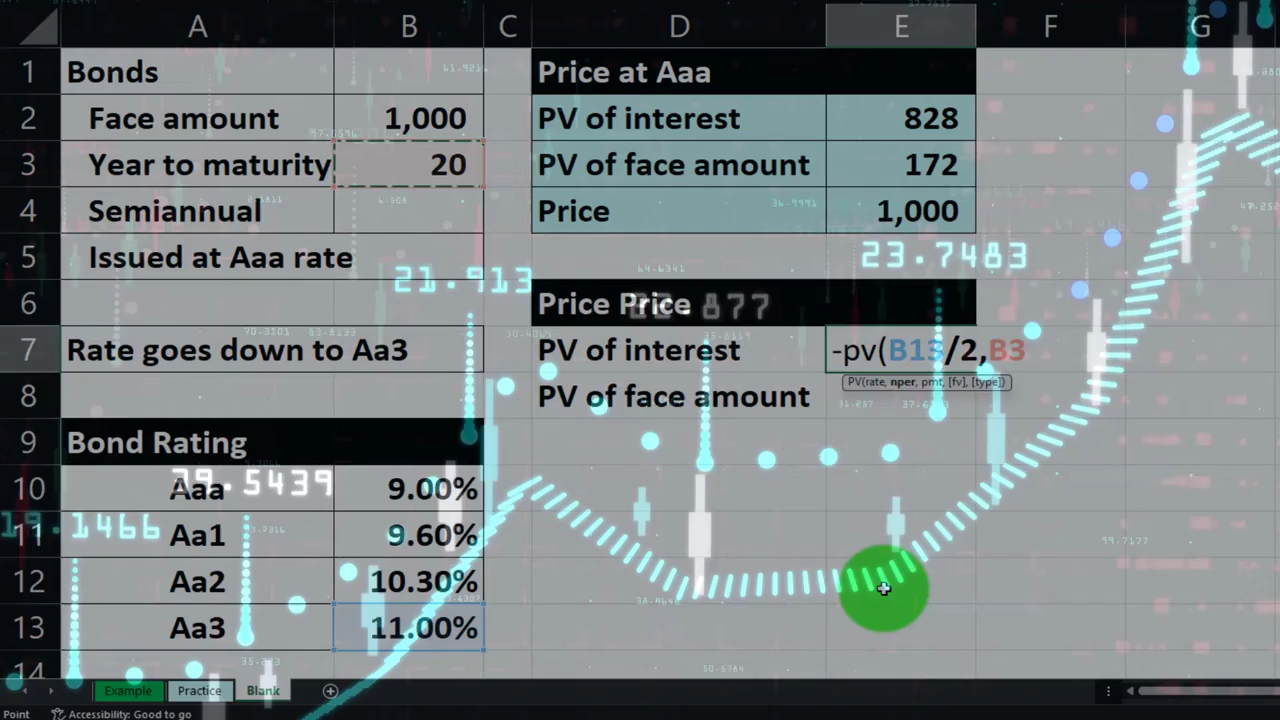 A B C D E F G
1 Bonds Price at Aaa
2 Face amount 1,000 PV of interest 828
3 Year to maturity 20 PV of face amount 172
4 Semiannual Price 1,000
5 Issued at Aaa rate
6 Price Price
7 Rate goes down to Aa3 PV of interest -pv(B13/2,B3
PV(rate, nper, pmt, [fv], [type])
8 PV of face amount
9 Bond Rating
10 Aaa 9.00%
11 Aa1 9.60%
12 Aa2 10.30%
13 Aa3 11.00%
14
21.913
23.7483
19.1466
Example Practice Blank
Point Accessibility: Good to go